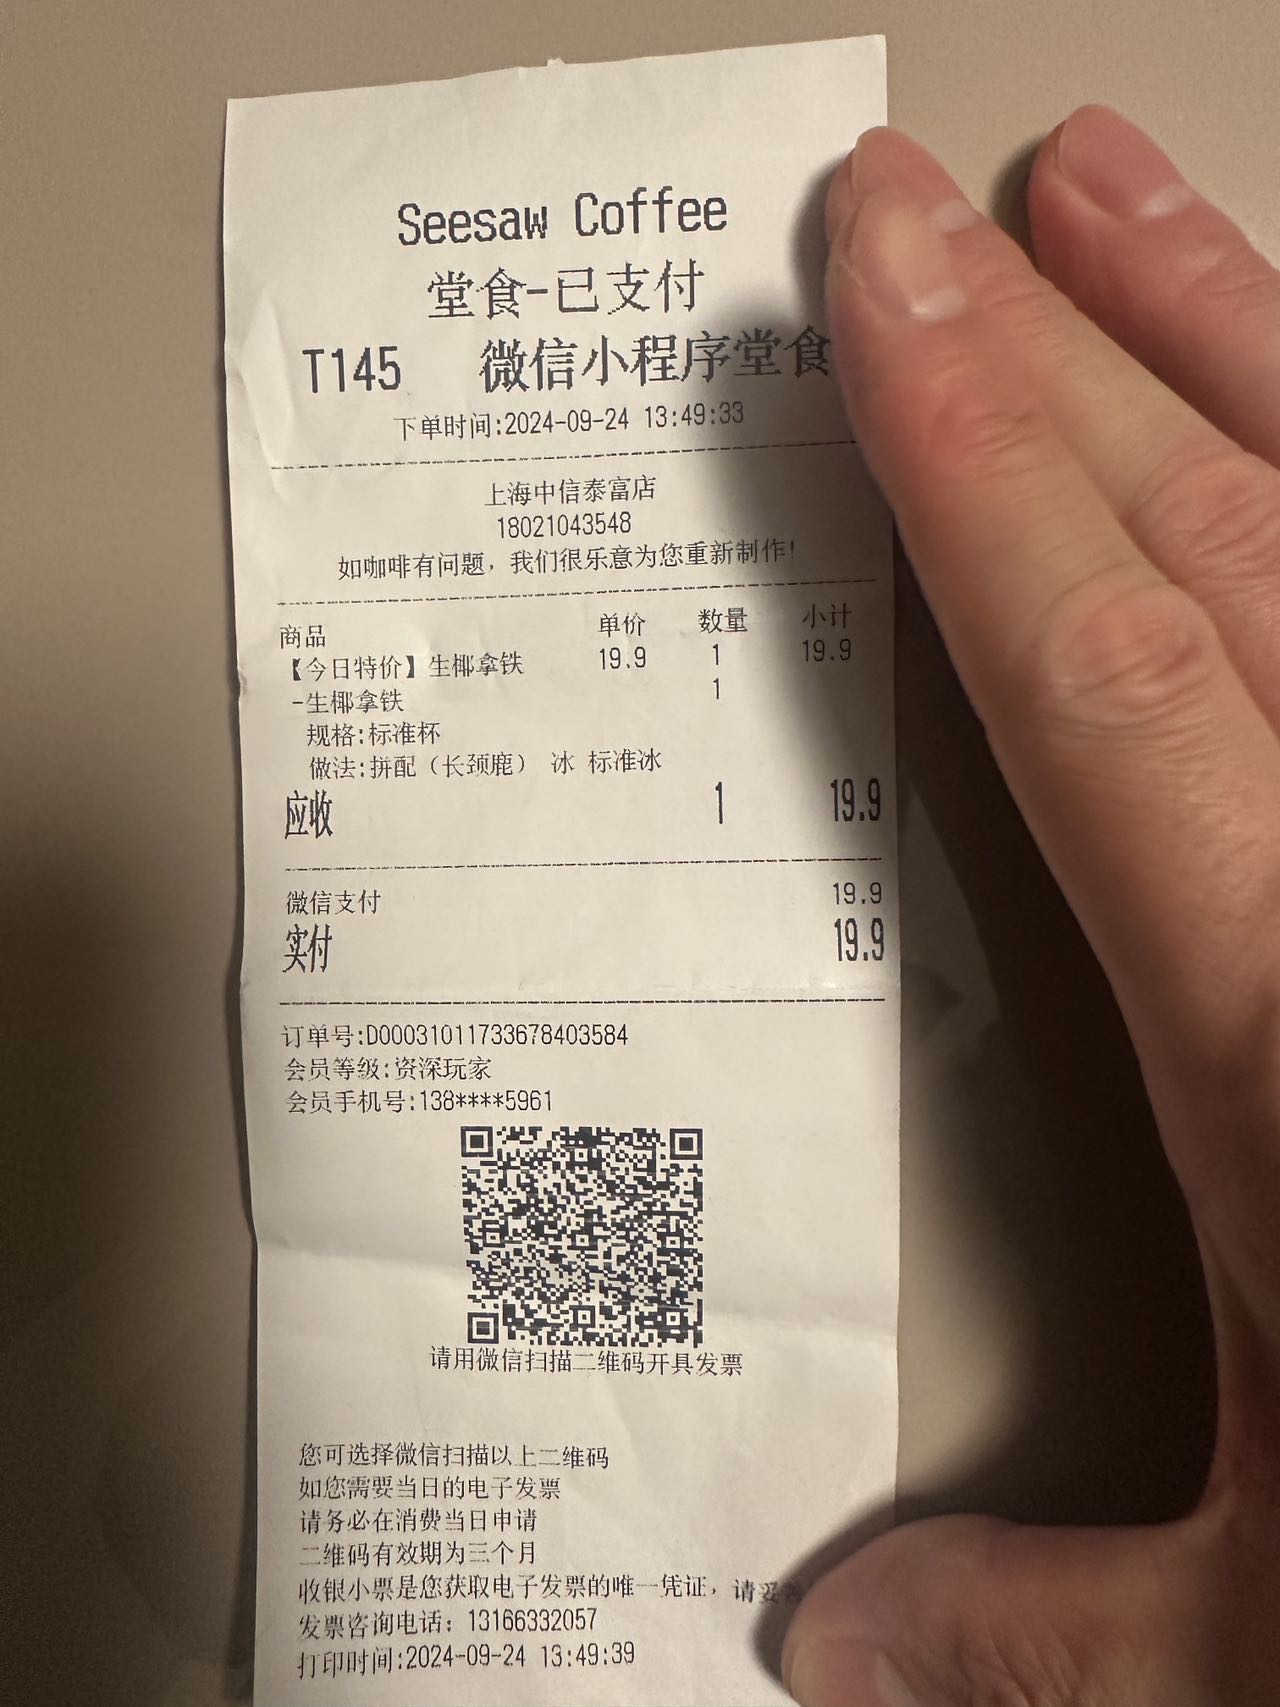 Seesaw Coffee
堂食-已支付
T145 微信小程序堂食
下单时间:2024-09-24 13:49:33
上海中信泰富店
18021043548
如咖啡有问题，我们很乐意为您重新制作！
商品 单价 数量 小计
【今日特价】生椰拿铁 19.9 1 19.9
-生椰拿铁 1
规格:标准杯
做法:拼配（长颈鹿） 冰 标准冰
应收 1 19.9
微信支付 19.9
实付 19.9
订单号:D00031011733678403584
会员等级:资深玩家
会员手机号:138****5961
请用微信扫描二维码开具发票
您可选择微信扫描以上二维码
如您需要当日的电子发票
请务必在消费当日申请
二维码有效期为三个月
收银小票是您获取电子发票的唯一凭证，请妥善
发票咨询电话：13166332057
打印时间:2024-09-24 13:49:39